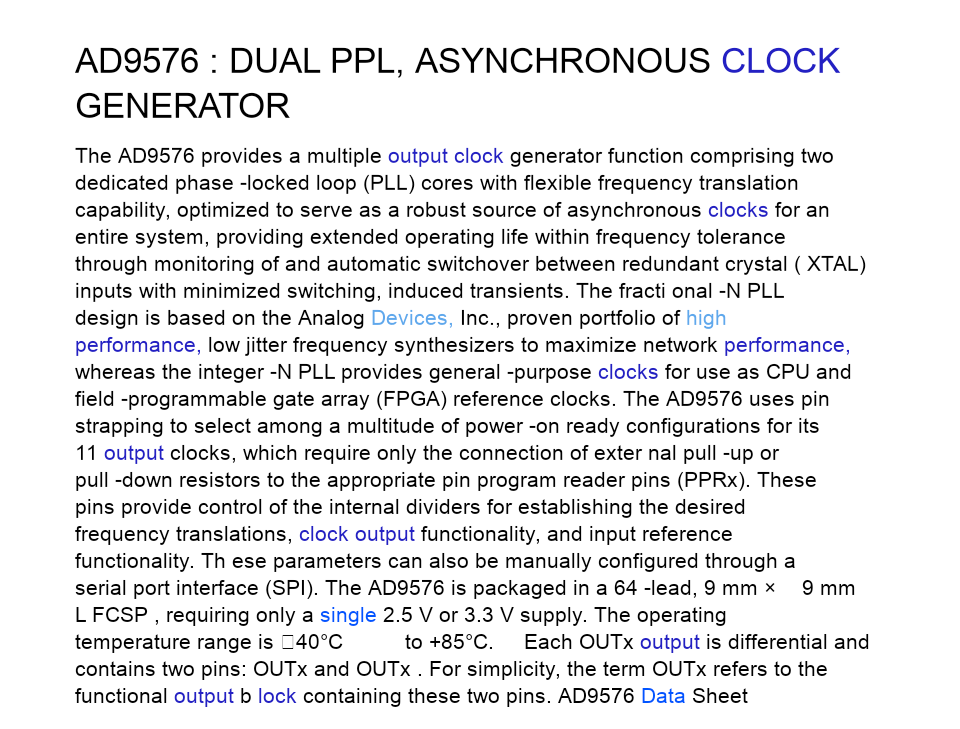 AD9576 : DUAL PPL, ASYNCHRONOUS CLOCK
GENERATOR
The AD9576 provides a multiple output clock generator function comprising two
dedicated phase -locked loop (PLL) cores with flexible frequency translation
capability, optimized to serve as a robust source of asynchronous clocks for an
entire system, providing extended operating life within frequency tolerance
through monitoring of and automatic switchover between redundant crystal ( XTAL)
inputs with minimized switching, induced transients. The fracti onal -N PLL
design is based on the Analog Devices, Inc., proven portfolio of high
performance, low jitter frequency synthesizers to maximize network performance,
whereas the integer -N PLL provides general -purpose clocks for use as CPU and
field -programmable gate array (FPGA) reference clocks. The AD9576 uses pin
strapping to select among a multitude of power -on ready configurations for its
11 output clocks, which require only the connection of exter nal pull -up or
pull -down resistors to the appropriate pin program reader pins (PPRx). These
pins provide control of the internal dividers for establishing the desired
frequency translations, clock output functionality, and input reference
functionality. Th ese parameters can also be manually configured through a
serial port interface (SPI). The AD9576 is packaged in a 64 -lead, 9 mm × 9 mm
L FCSP , requiring only a single 2.5 V or 3.3 V supply. The operating
temperature range is □40°C to +85°C. Each OUTx output is differential and
contains two pins: OUTx and OUTx . For simplicity, the term OUTx refers to the
functional output b lock containing these two pins. AD9576 Data Sheet